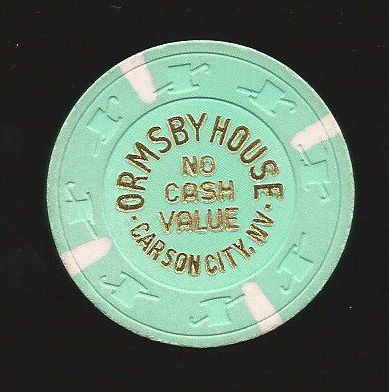 ORMSBY HOUSE
NO
CASH
VALUE
· CARSON CITY, NV ·